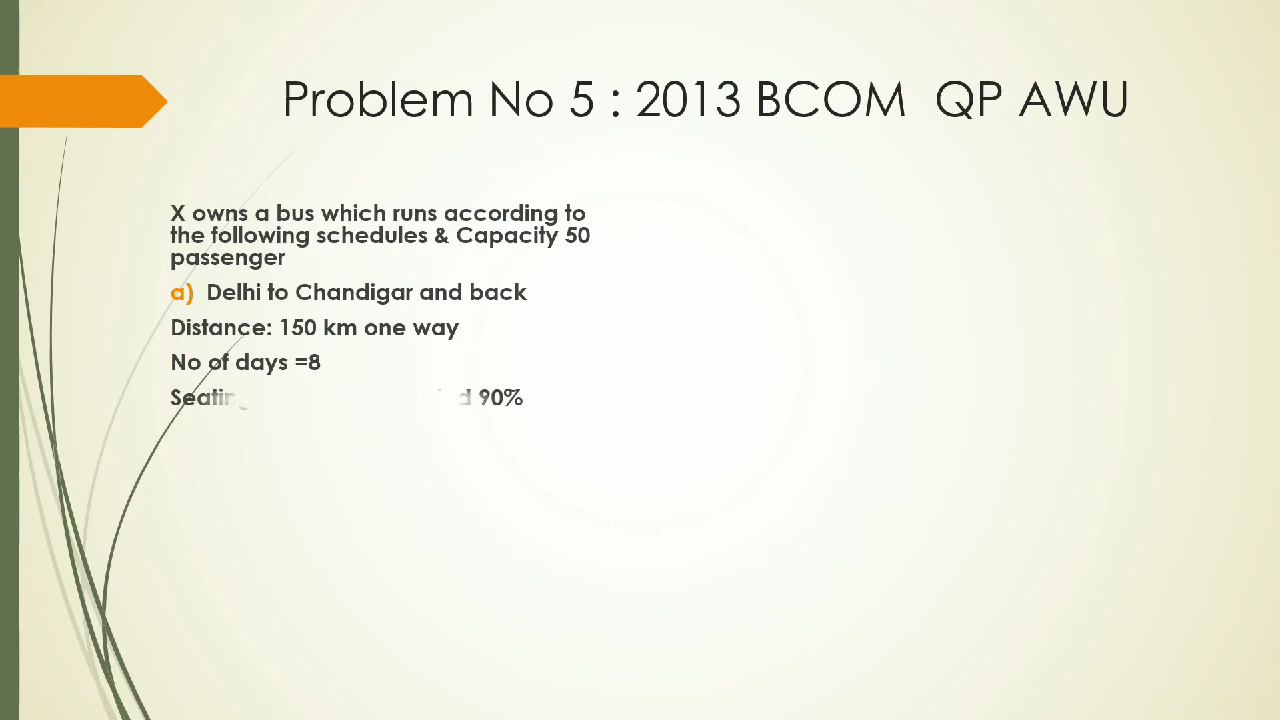 Problem No 5 : 2013 BCOM QP AWU
X owns a bus which runs according to
the following schedules & Capacity 50
passenger
a) Delhi to Chandigar and back
Distance: 150 km one way
No of days =8
90%